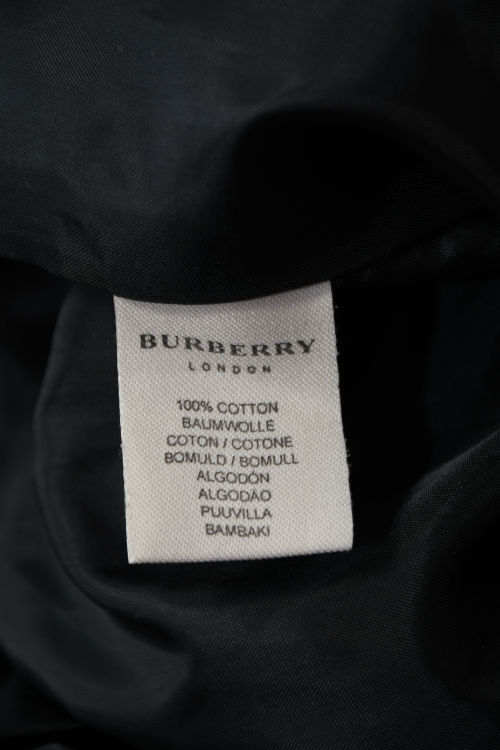 BURBERRY
LONDON
100% COTTON
BAUMWOLLE
COTON / COTONE
BOMULD / BOMULL
ALGODÓN
ALGODÃO
PUUVILLA
BAMBAKI